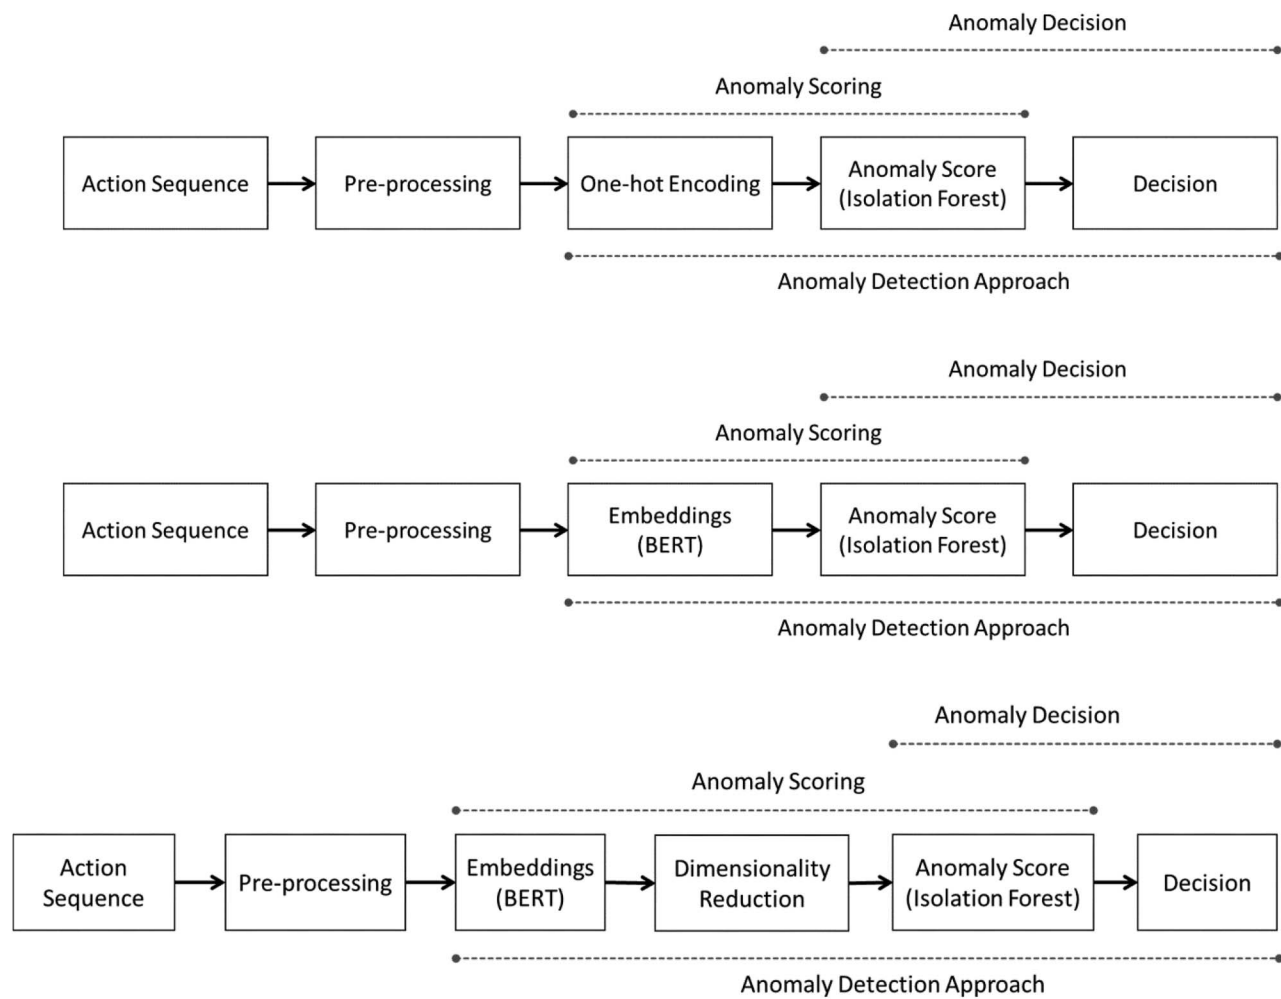 Anomaly Decision
Anomaly Scoring
Action Sequence
Pre-processing
One-hot Encoding
Anomaly Score
(Isolation Forest)
Decision
Anomaly Detection Approach
Anomaly Decision
Anomaly Scoring
Action Sequence
Pre-processing
Embeddings
(BERT)
Anomaly Score
(Isolation Forest)
Decision
Anomaly Detection Approach
Anomaly Decision
Anomaly Scoring
Action
Sequence
Pre-processing
Embeddings
(BERT)
Dimensionality
Reduction
Anomaly Score
(Isolation Forest)
Decision
Anomaly Detection Approach